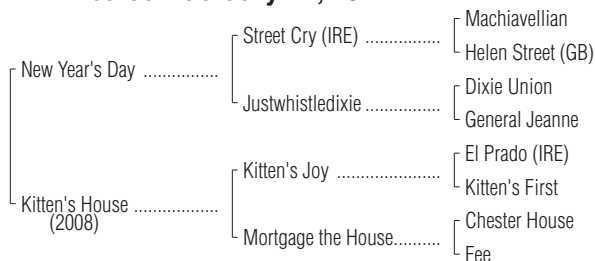 Machiavellian
Street Cry (IRE) ................
Helen Street (GB)
New Year's Day ................
Dixie Union
Justwhistledixie ................
General Jeanne
El Prado (IRE)
Kitten's Joy ......................
Kitten's First
Kitten's House ..................
(2008)
Chester House
Mortgage the House..........
Fee